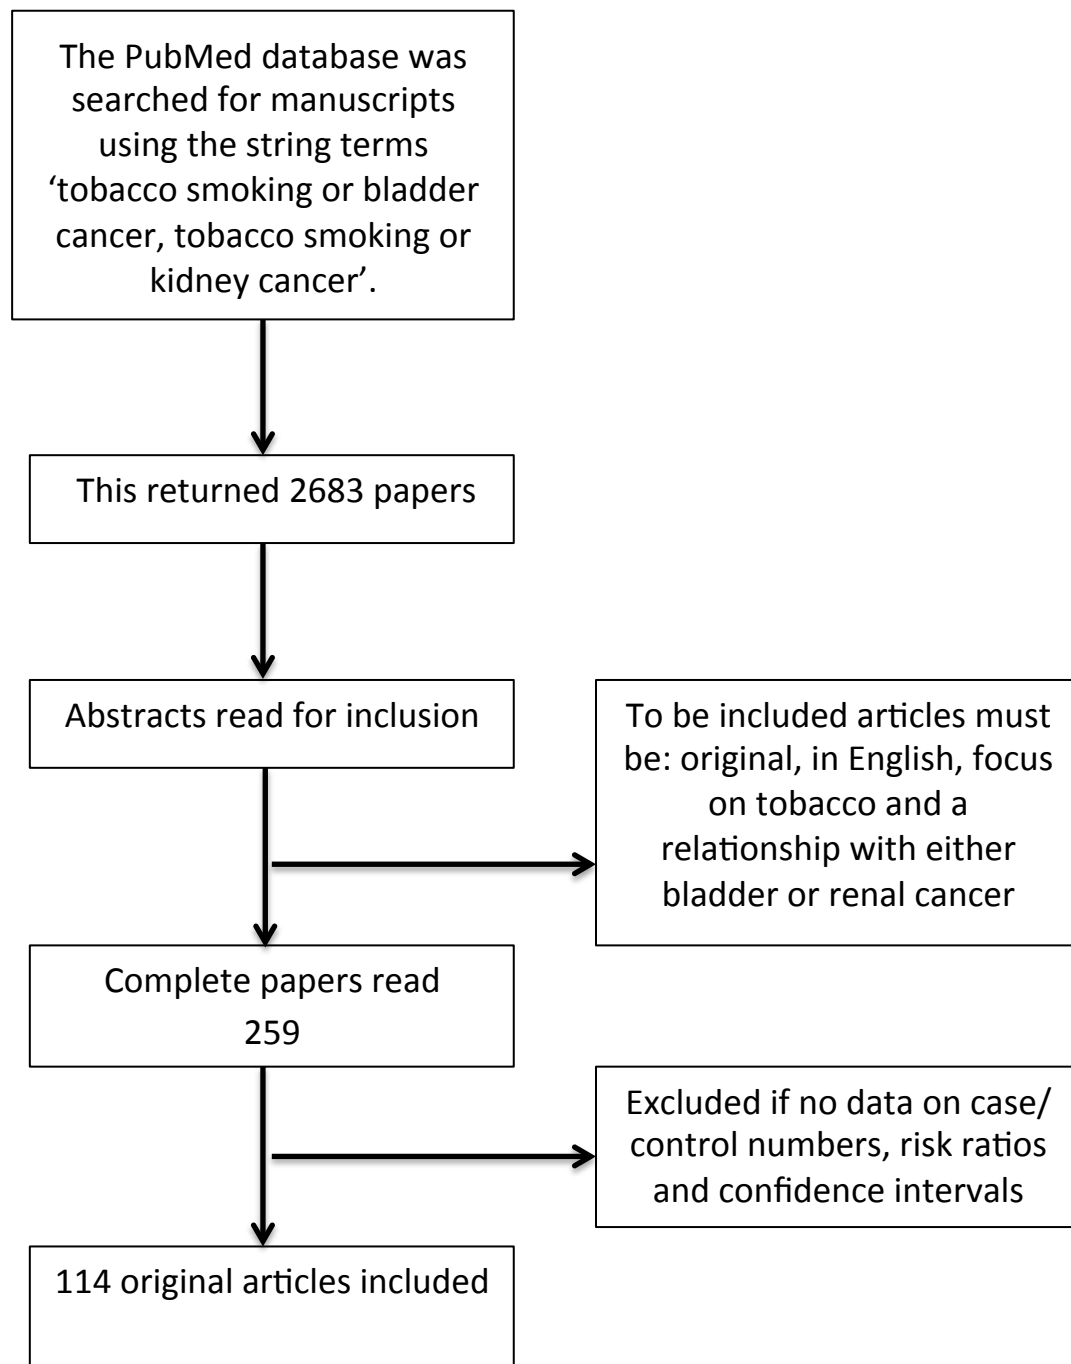 The PubMed database was
searched for manuscripts
using the string terms
‘tobacco smoking or bladder
cancer, tobacco smoking or
kidney cancer’.
This returned 2683 papers
Abstracts read for inclusion
To be included articles must
be: original, in English, focus
on tobacco and a
relationship with either
bladder or renal cancer
Complete papers read
259
Excluded if no data on case/
control numbers, risk ratios
and confidence intervals
114 original articles included